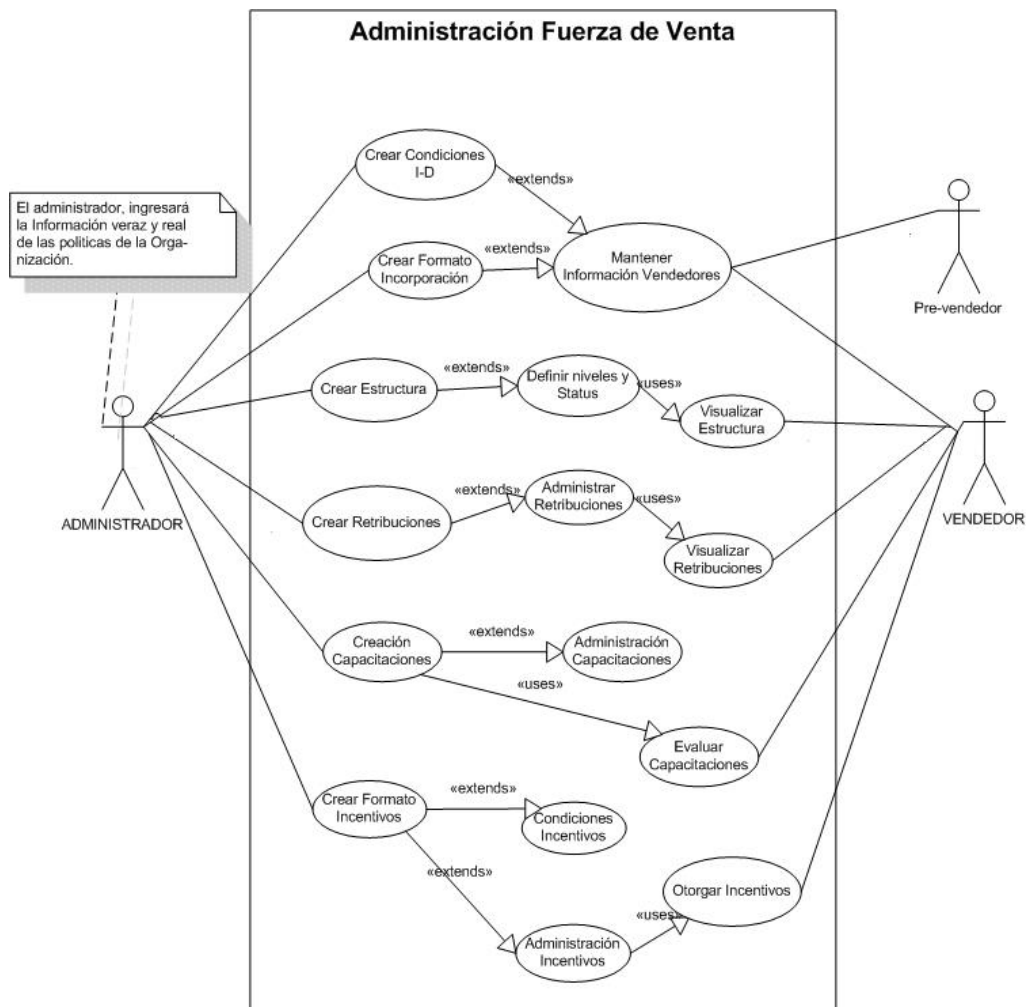 Administración Fuerza de Venta
Crear Condiciones
I-D
«extends»
El administrador, ingresará
la Información veraz y real
de las politicas de la Orga-
nización.
Crear Formato
Incorporación
«extends»
Mantener
Información Vendedores
Pre-vendedor
Crear Estructura
«extends»
Definir niveles y
Status
«uses»
Visualizar
Estructura
ADMINISTRADOR
VENDEDOR
Crear Retribuciones
«extends»
Administrar
Retribuciones
«uses»
Visualizar
Retribuciones
Creación
Capacitaciones
«extends»
Administración
Capacitaciones
«uses»
Evaluar
Capacitaciones
Crear Formato
Incentivos
«extends»
Condiciones
Incentivos
«extends»
Administración
Incentivos
«uses»
Otorgar Incentivos